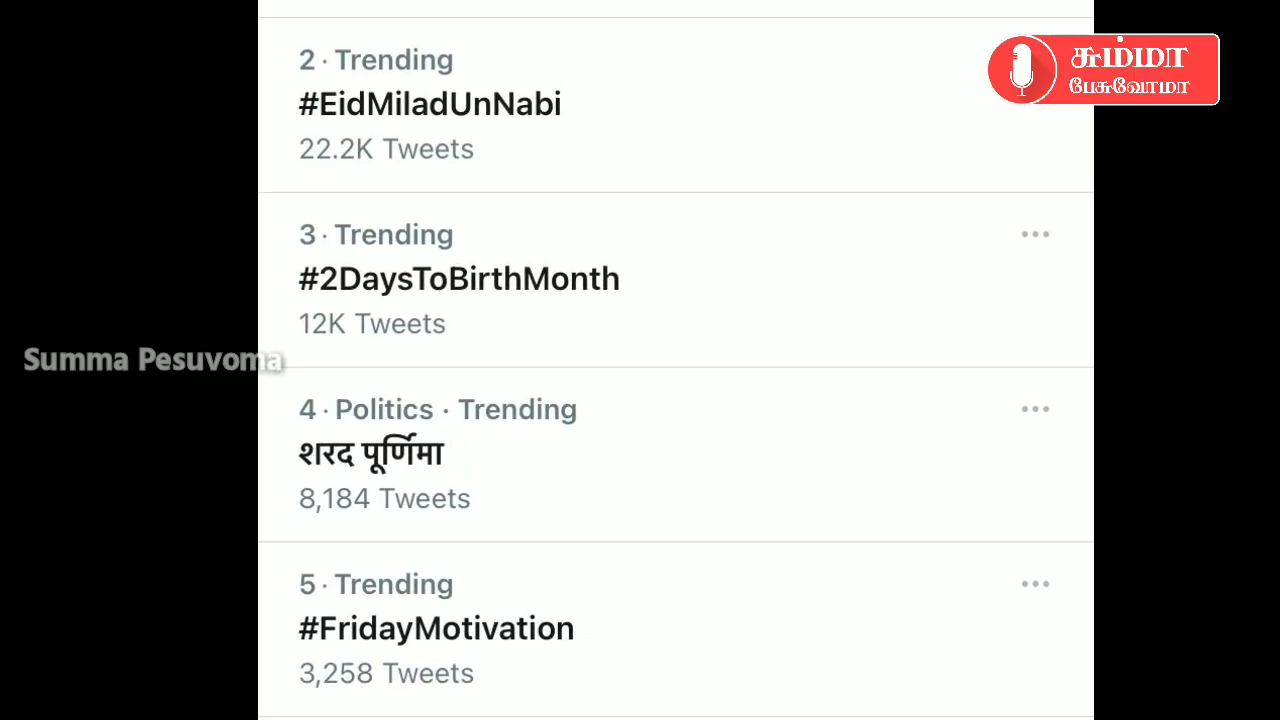 2 · Trending
#EidMiladUnNabi
22.2K Tweets
சும்மா
பேசுவோமா
3 · Trending
#2DaysToBirthMonth
12K Tweets
Summa Pesuvoma
4 · Politics · Trending
शरद पूर्णिमा
8,184 Tweets
5 · Trending
#FridayMotivation
3,258 Tweets